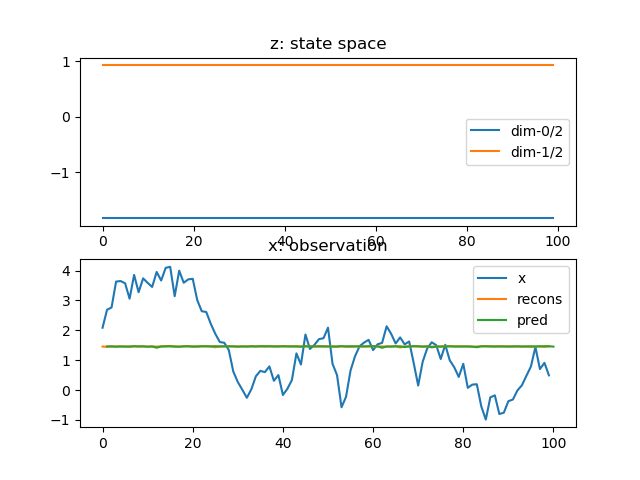 z: state space
1
0
−1
dim-0/2
dim-1/2
0 20 40 60 80 100
x: observation
4
3
2
1
0
−1
x
recons
pred
0 20 40 60 80 100